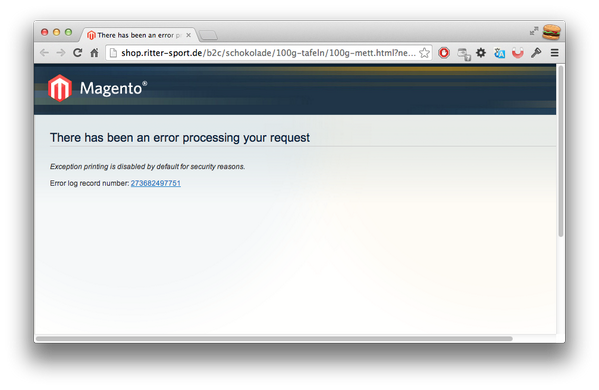 There has been an error p
shop.ritter-sport.de/b2c/schokolade/100g-tafeln/100g-mett.html?ne...
Magento®
There has been an error processing your request
Exception printing is disabled by default for security reasons.
Error log record number: 273682497751